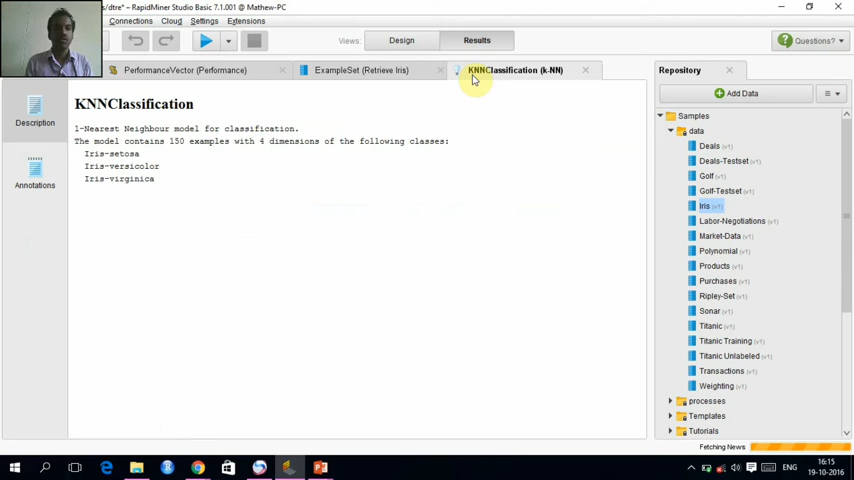 dtre* – RapidMiner Studio Basic 7.1.001 @ Mathew-PC
Connections Cloud Settings Extensions
Views: Design Results Questions?
PerformanceVector (Performance) ExampleSet (Retrieve Iris) KNNClassification (k-NN)
Description
Annotations
KNNClassification
1-Nearest Neighbour model for classification.
The model contains 150 examples with 4 dimensions of the following classes:
Iris-setosa
Iris-versicolor
Iris-virginica
Repository
Add Data
Samples
data
Deals (v1)
Deals-Testset (v1)
Golf (v1)
Golf-Testset (v1)
Iris (v1)
Labor-Negotiations (v1)
Market-Data (v1)
Polynomial (v1)
Products (v1)
Purchases (v1)
Ripley-Set (v1)
Sonar (v1)
Titanic (v1)
Titanic Training (v1)
Titanic Unlabeled (v1)
Transactions (v1)
Weighting (v1)
processes
Templates
Tutorials
Fetching News
ENG
16:15
19-10-2016